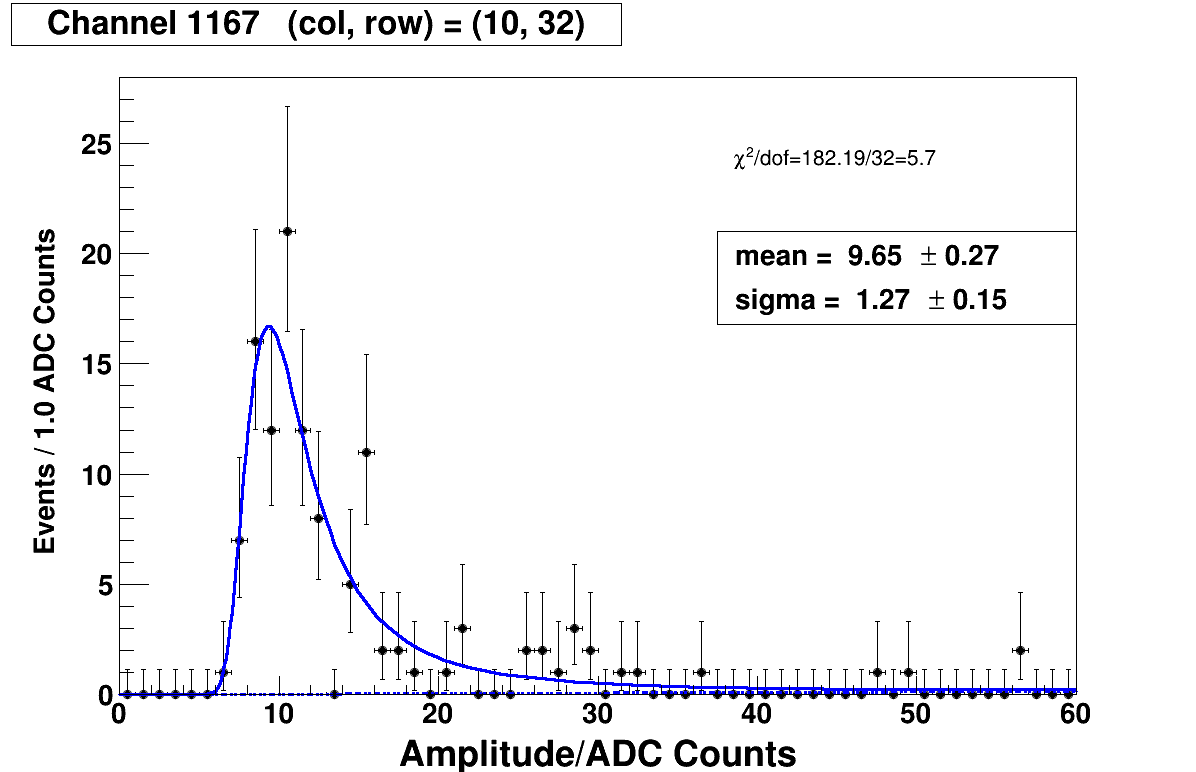 Channel 1167 (col, row) = (10, 32)
χ²/dof=182.19/32=5.7
mean = 9.65 ± 0.27
sigma = 1.27 ± 0.15
Events / 1.0 ADC Counts
25
20
15
10
5
0
0 10 20 30 40 50 60
Amplitude/ADC Counts